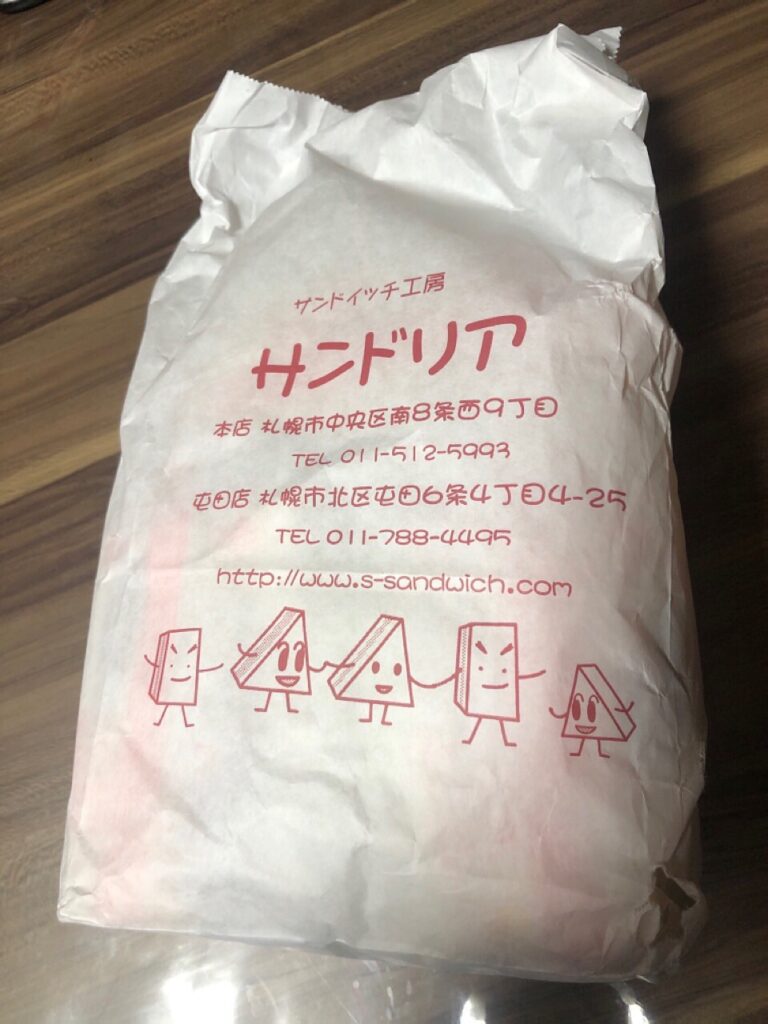 サンドイッチ工房
サンドリア
本店 札幌市中央区南8条西9丁目
TEL 011-512-5993
屯田店 札幌市北区屯田6条4丁目4-25
TEL 011-788-4495
http://www.s-sandwich.com